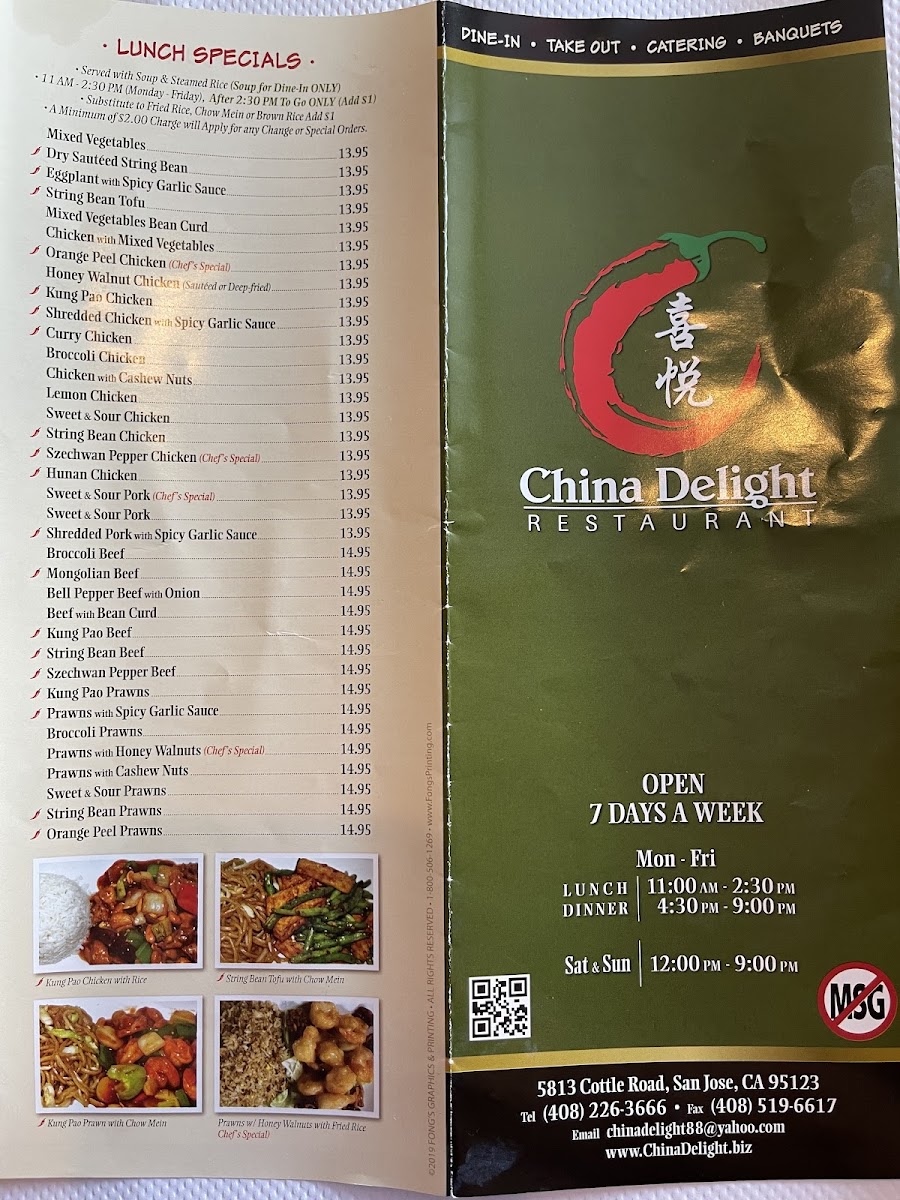 · LUNCH SPECIALS ·
· Served with Soup & Steamed Rice (Soup for Dine-In ONLY)
· 11 AM - 2:30 PM (Monday - Friday), After 2:30 PM To Go ONLY (Add $1)
· Substitute to Fried Rice, Chow Mein or Brown Rice Add $1
· A Minimum of $2.00 Charge will Apply for any Change or Special Orders.
Mixed Vegetables 13.95
Dry Sautéed String Bean 13.95
Eggplant with Spicy Garlic Sauce 13.95
String Bean Tofu 13.95
Mixed Vegetables Bean Curd 13.95
Chicken with Mixed Vegetables 13.95
Orange Peel Chicken (Chef's Special) 13.95
Honey Walnut Chicken (Sautéed or Deep-fried) 13.95
Kung Pao Chicken 13.95
Shredded Chicken with Spicy Garlic Sauce 13.95
Curry Chicken 13.95
Broccoli Chicken 13.95
Chicken with Cashew Nuts 13.95
Lemon Chicken 13.95
Sweet & Sour Chicken 13.95
String Bean Chicken 13.95
Szechwan Pepper Chicken (Chef's Special) 13.95
Hunan Chicken 13.95
Sweet & Sour Pork (Chef's Special) 13.95
Sweet & Sour Pork 13.95
Shredded Pork with Spicy Garlic Sauce 13.95
Broccoli Beef 14.95
Mongolian Beef 14.95
Bell Pepper Beef with Onion 14.95
Beef with Bean Curd 14.95
Kung Pao Beef 14.95
String Bean Beef 14.95
Szechwan Pepper Beef 14.95
Kung Pao Prawns 14.95
Prawns with Spicy Garlic Sauce 14.95
Broccoli Prawns 14.95
Prawns with Honey Walnuts (Chef's Special) 14.95
Prawns with Cashew Nuts 14.95
Sweet & Sour Prawns 14.95
String Bean Prawns 14.95
Orange Peel Prawns 14.95
Kung Pao Chicken with Rice
String Bean Tofu with Chow Mein
Kung Pao Prawn with Chow Mein
Prawns w/ Honey Walnuts with Fried Rice
Chef's Special)
©2019 FONG'S GRAPHICS & PRINTING • ALL RIGHTS RESERVED • 1-800-506-1269 • www.FongsPrinting.com
DINE-IN • TAKE OUT • CATERING • BANQUETS
喜
悦
China Delight
RESTAURANT
OPEN
7 DAYS A WEEK
Mon - Fri
LUNCH 11:00 AM - 2:30 PM
DINNER 4:30 PM - 9:00 PM
Sat & Sun 12:00 PM - 9:00 PM
MSG
5813 Cottle Road, San Jose, CA 95123
Tel (408) 226-3666 • Fax (408) 519-6617
Email chinadelight88@yahoo.com
www.ChinaDelight.biz